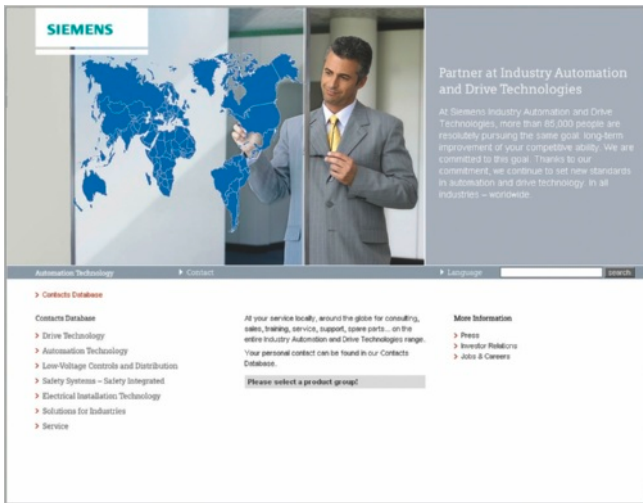 SIEMENS
Partner at Industry Automation
and Drive Technologies
At Siemens Industry Automation and Drive
Technologies, more than 85,000 people are
resolutely pursuing the same goal: long-term
improvement of your competitive ability. We are
committed to this goal. Thanks to our
commitment, we continue to set new standards
in automation and drive technology. In all
industries – worldwide.
Automation Technology
Contact
Language
search
Contacts Database
Contacts Database
Drive Technology
Automation Technology
Low-Voltage Controls and Distribution
Safety Systems – Safety Integrated
Electrical Installation Technology
Solutions for Industries
Service
At your service locally, around the globe for consulting,
sales, training, service, support, spare parts... on the
entire Industry Automation and Drive Technologies range.
Your personal contact can be found in our Contacts
Database.
Please select a product group!
More Information
Press
Investor Relations
Jobs & Careers